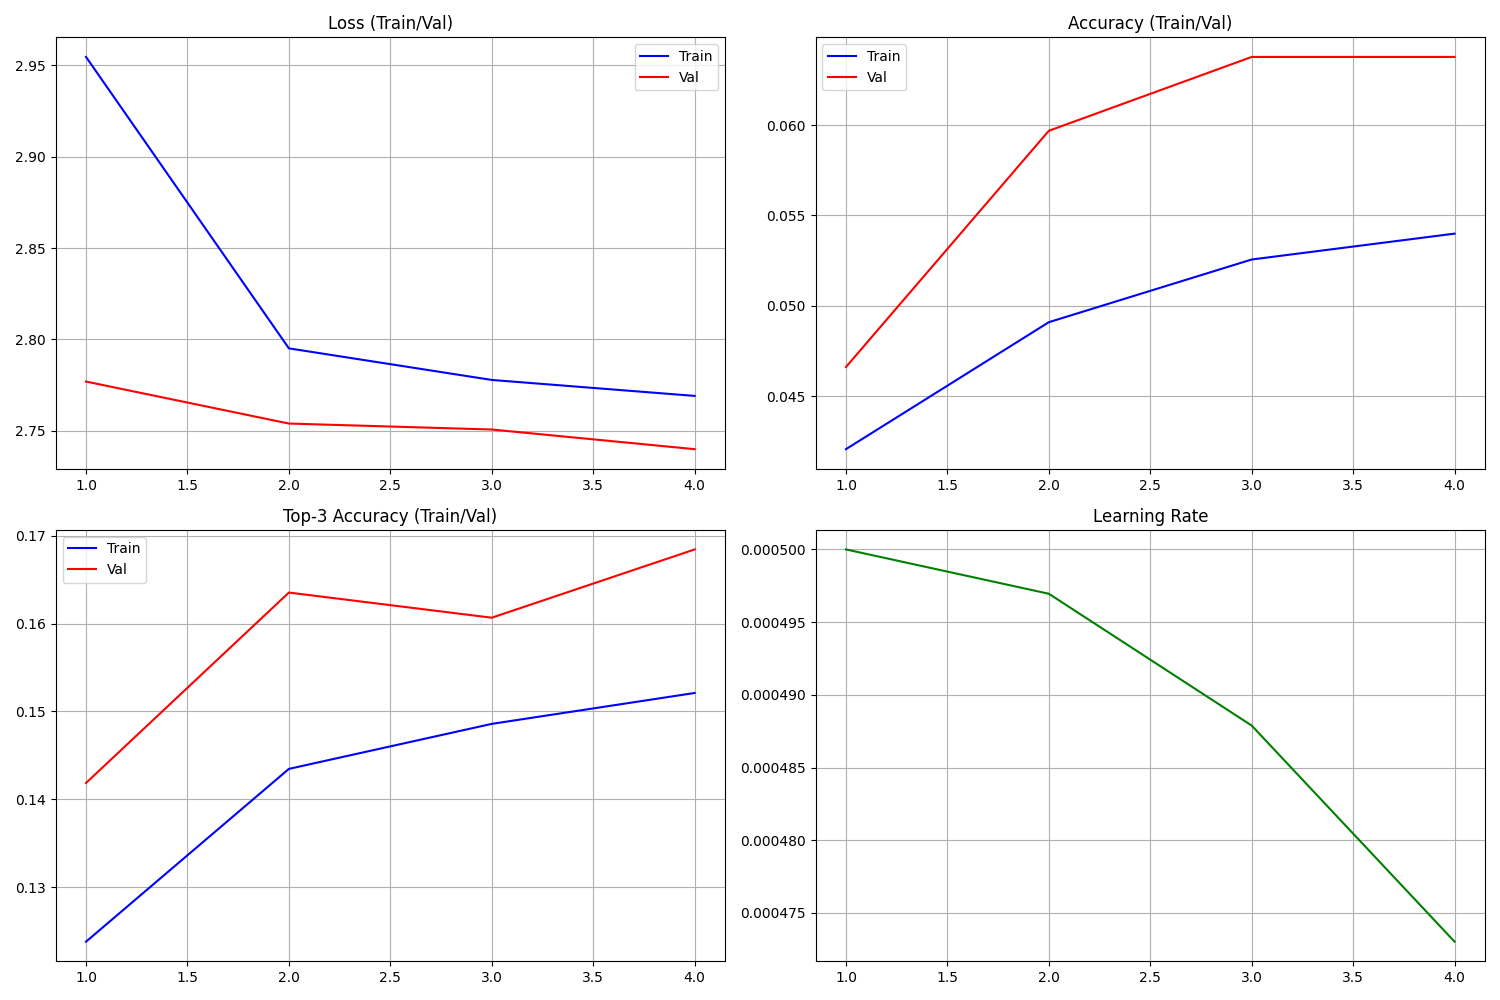 Loss (Train/Val)
Train
Val
2.95
2.90
2.85
2.80
2.75
1.0 1.5 2.0 2.5 3.0 3.5 4.0
Accuracy (Train/Val)
Train
Val
0.060
0.055
0.050
0.045
1.0 1.5 2.0 2.5 3.0 3.5 4.0
Top-3 Accuracy (Train/Val)
Train
Val
0.17
0.16
0.15
0.14
0.13
1.0 1.5 2.0 2.5 3.0 3.5 4.0
Learning Rate
0.000500
0.000495
0.000490
0.000485
0.000480
0.000475
1.0 1.5 2.0 2.5 3.0 3.5 4.0